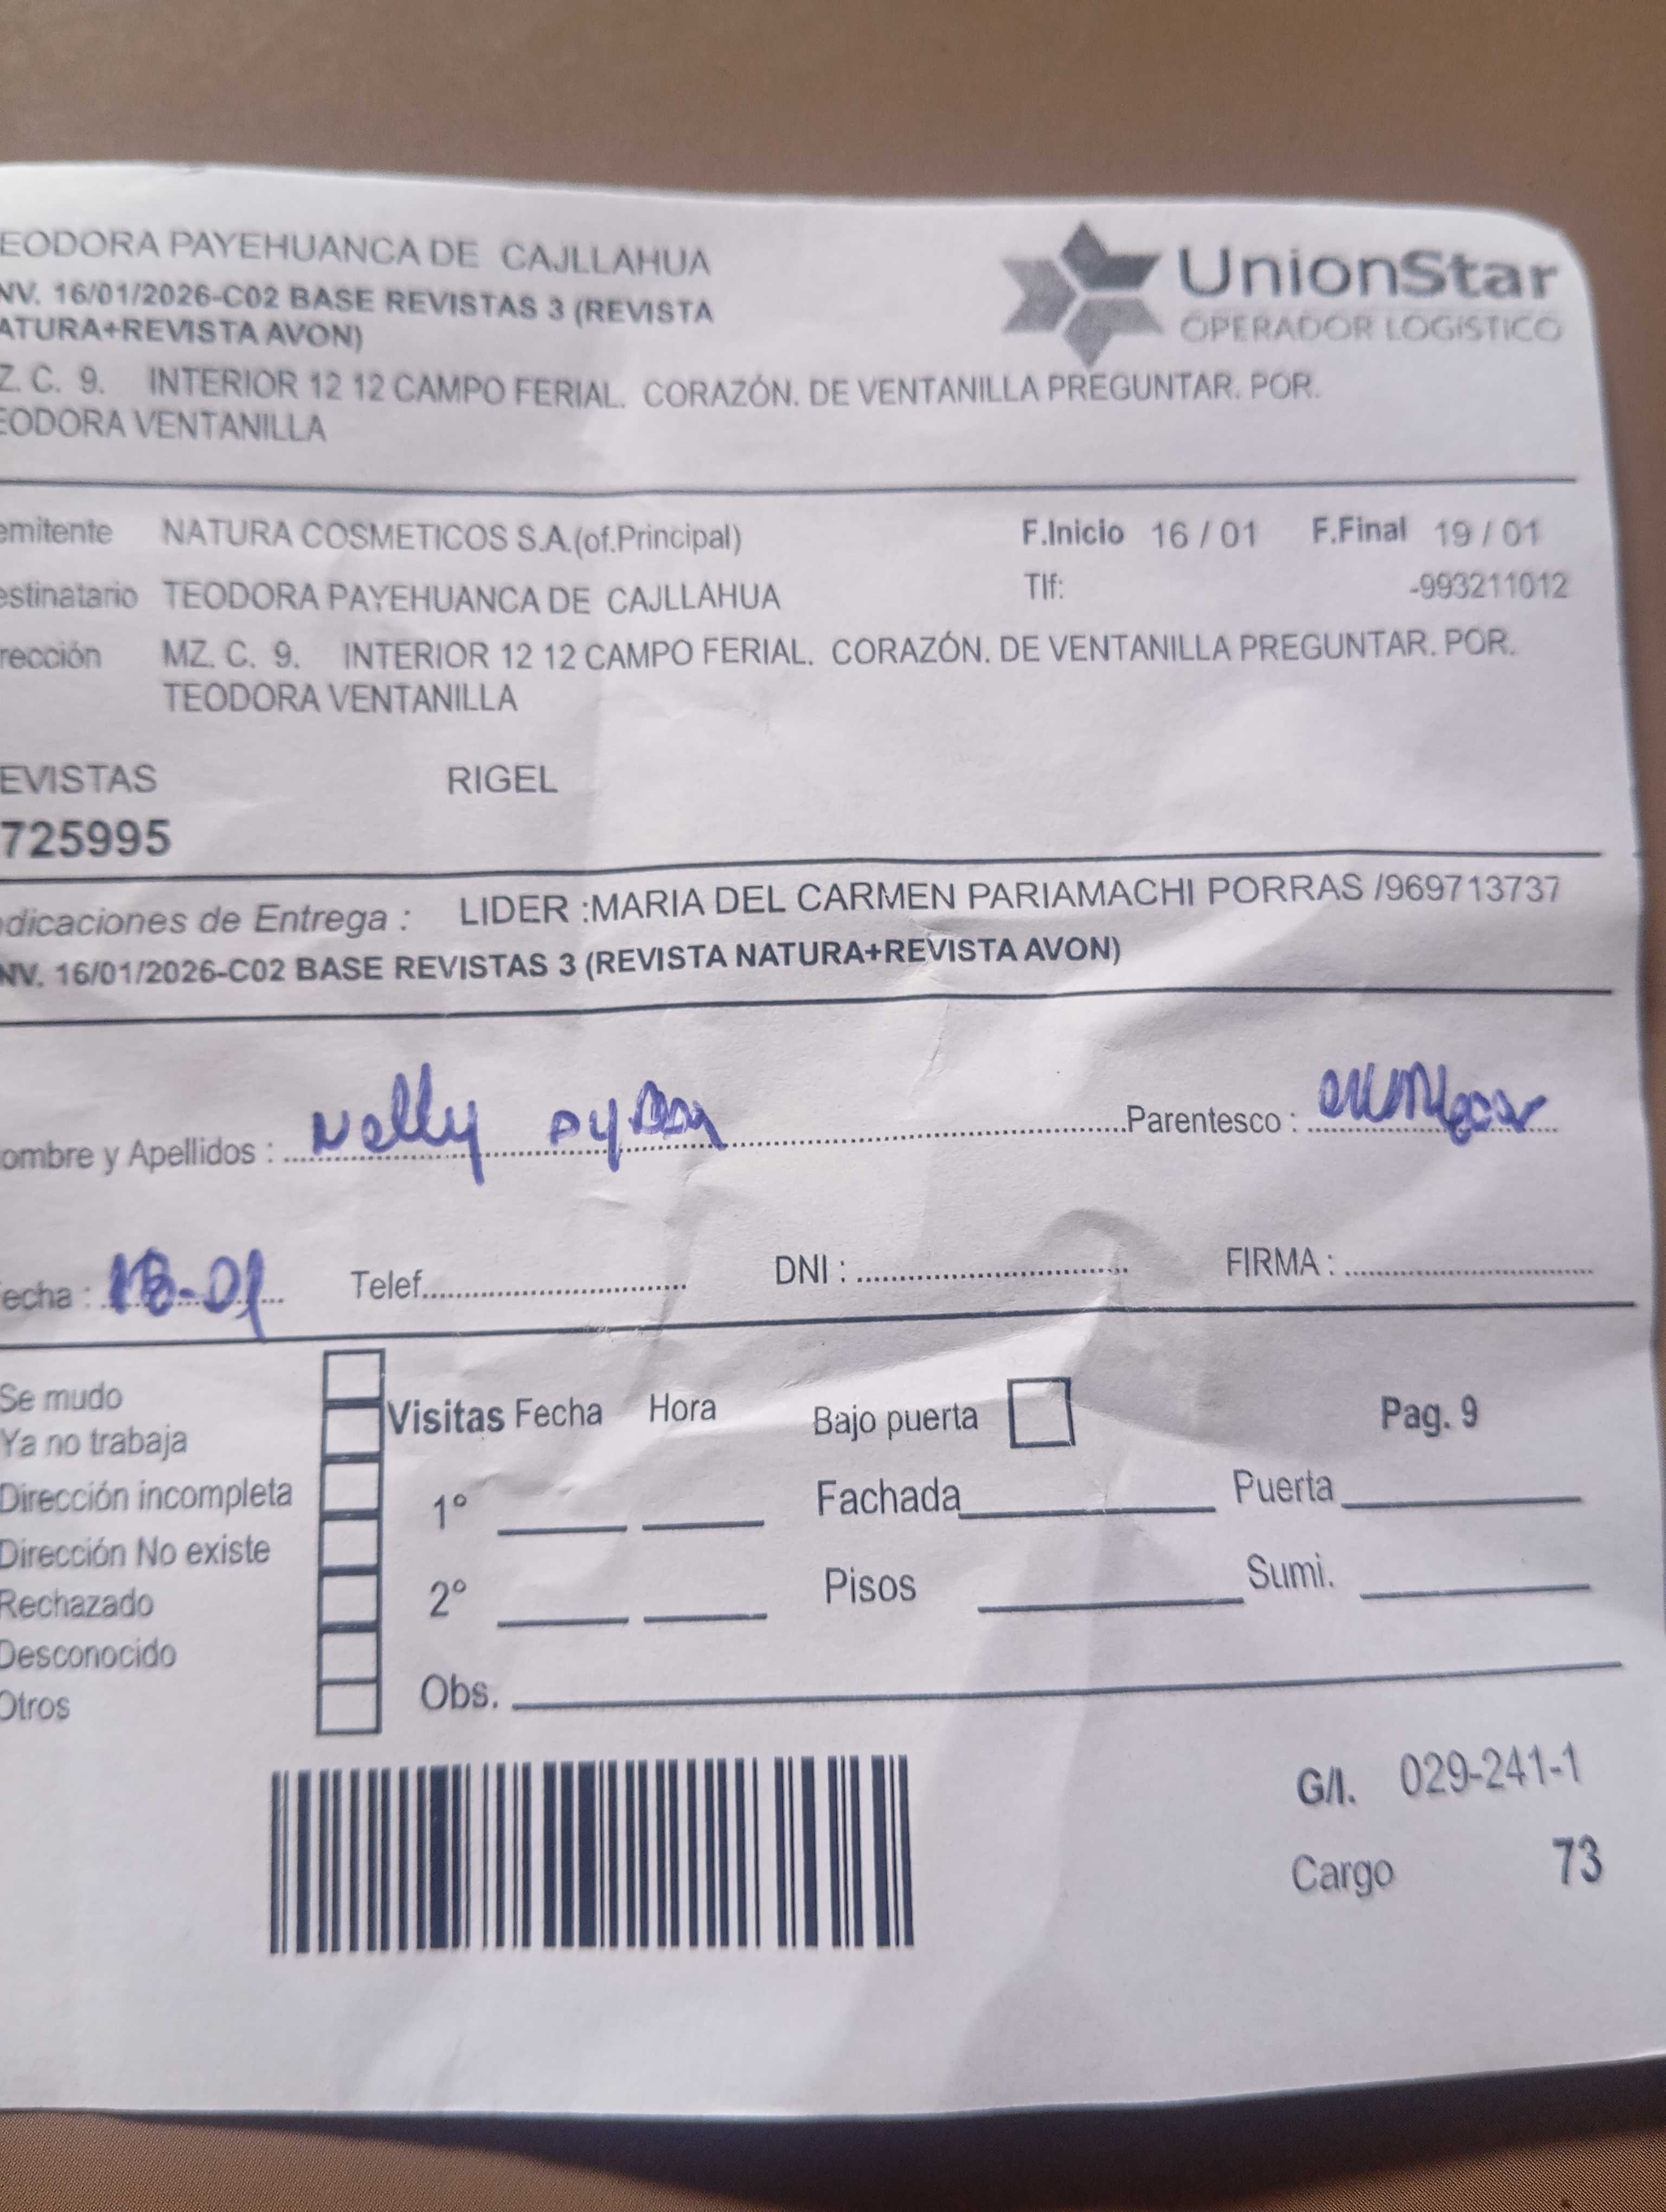 EODORA PAYEHUANCA DE CAJLLAHUA
UnionStar
OPERADOR LOGISTICO
NV. 16/01/2026-C02 BASE REVISTAS 3 (REVISTA
ATURA+REVISTA AVON)
Z. C. 9. INTERIOR 12 12 CAMPO FERIAL. CORAZÓN. DE VENTANILLA PREGUNTAR. POR.
EODORA VENTANILLA
emitente NATURA COSMETICOS S.A.(of.Principal) F.Inicio 16 / 01 F.Final 19 / 01
estinatario TEODORA PAYEHUANCA DE CAJLLAHUA Tlf: -993211012
rección MZ. C. 9. INTERIOR 12 12 CAMPO FERIAL. CORAZÓN. DE VENTANILLA PREGUNTAR. POR.
TEODORA VENTANILLA
EVISTAS RIGEL
725995
dicaciones de Entrega : LIDER :MARIA DEL CARMEN PARIAMACHI PORRAS /969713737
NV. 16/01/2026-C02 BASE REVISTAS 3 (REVISTA NATURA+REVISTA AVON)
ombre y Apellidos : Nelly Parentesco :
echa : Telef. DNI : FIRMA :
Se mudo
Ya no trabaja
Dirección incompleta
Dirección No existe
Rechazado
Desconocido
Otros
Visitas Fecha Hora Bajo puerta Pag. 9
1° Fachada Puerta
2° Pisos Sumi.
Obs.
G/I. 029-241-1
Cargo 73